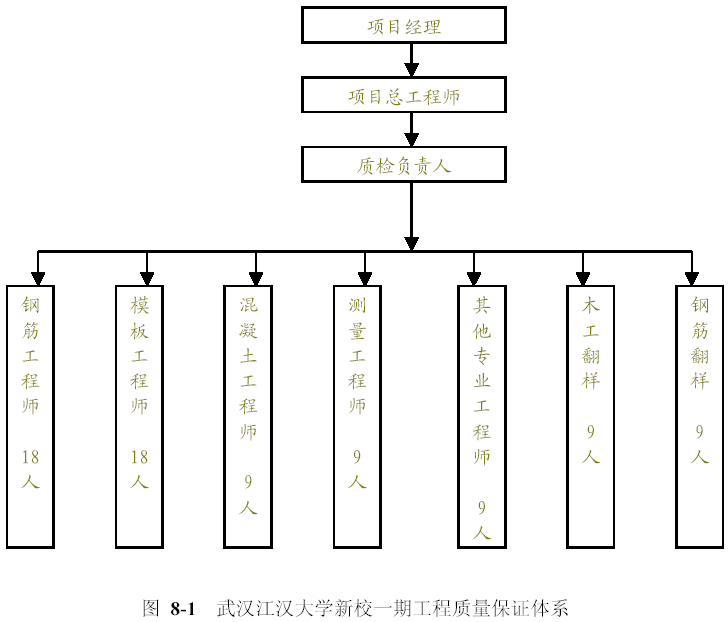 项目经理
项目总工程师
质检负责人
钢筋工程师 18人
模板工程师 18人
混凝土工程师 9人
测量工程师 9人
其他专业工程师 9人
木工翻样 9人
钢筋翻样 9人
图 8-1 武汉江汉大学新校一期工程质量保证体系